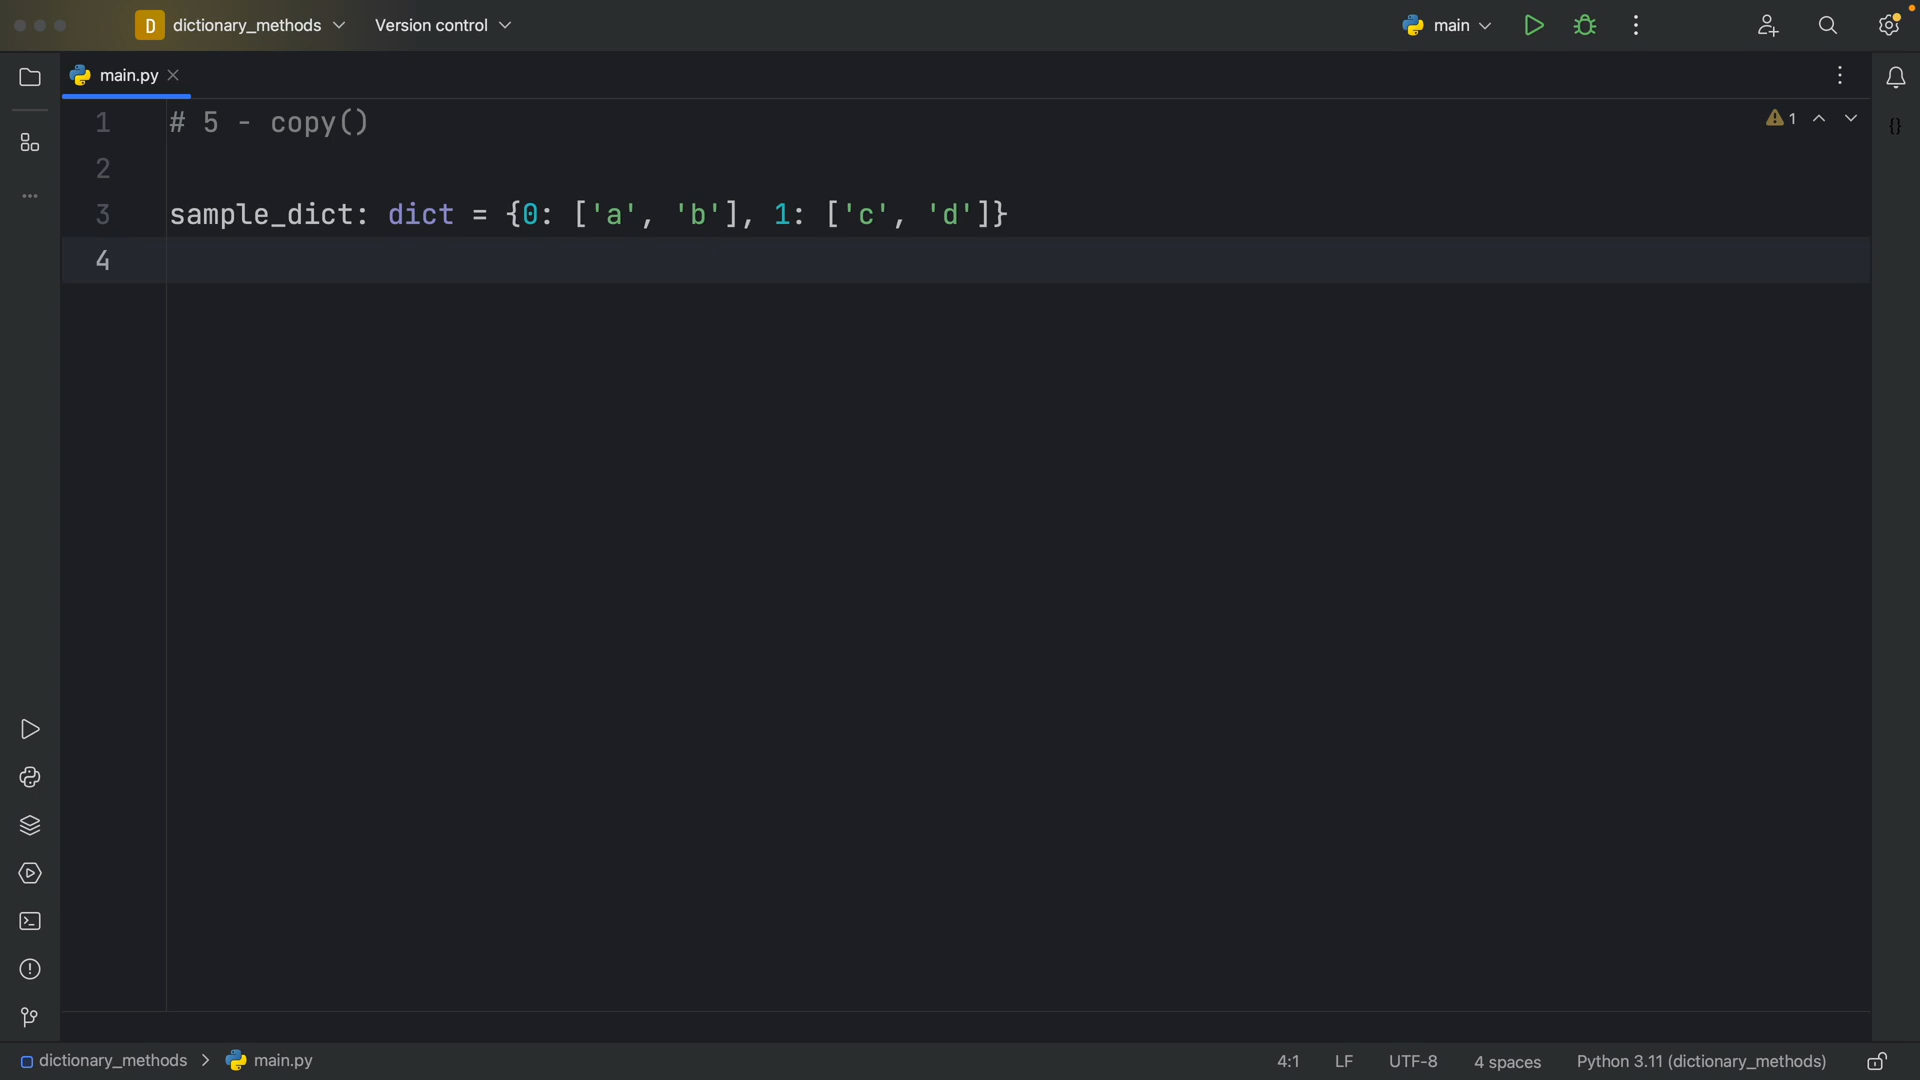 D dictionary_methods Version control main
main.py
1 # 5 - copy() 1
2
3 sample_dict: dict = {0: ['a', 'b'], 1: ['c', 'd']}
4
dictionary_methods > main.py 4:1 LF UTF-8 4 spaces Python 3.11 (dictionary_methods)